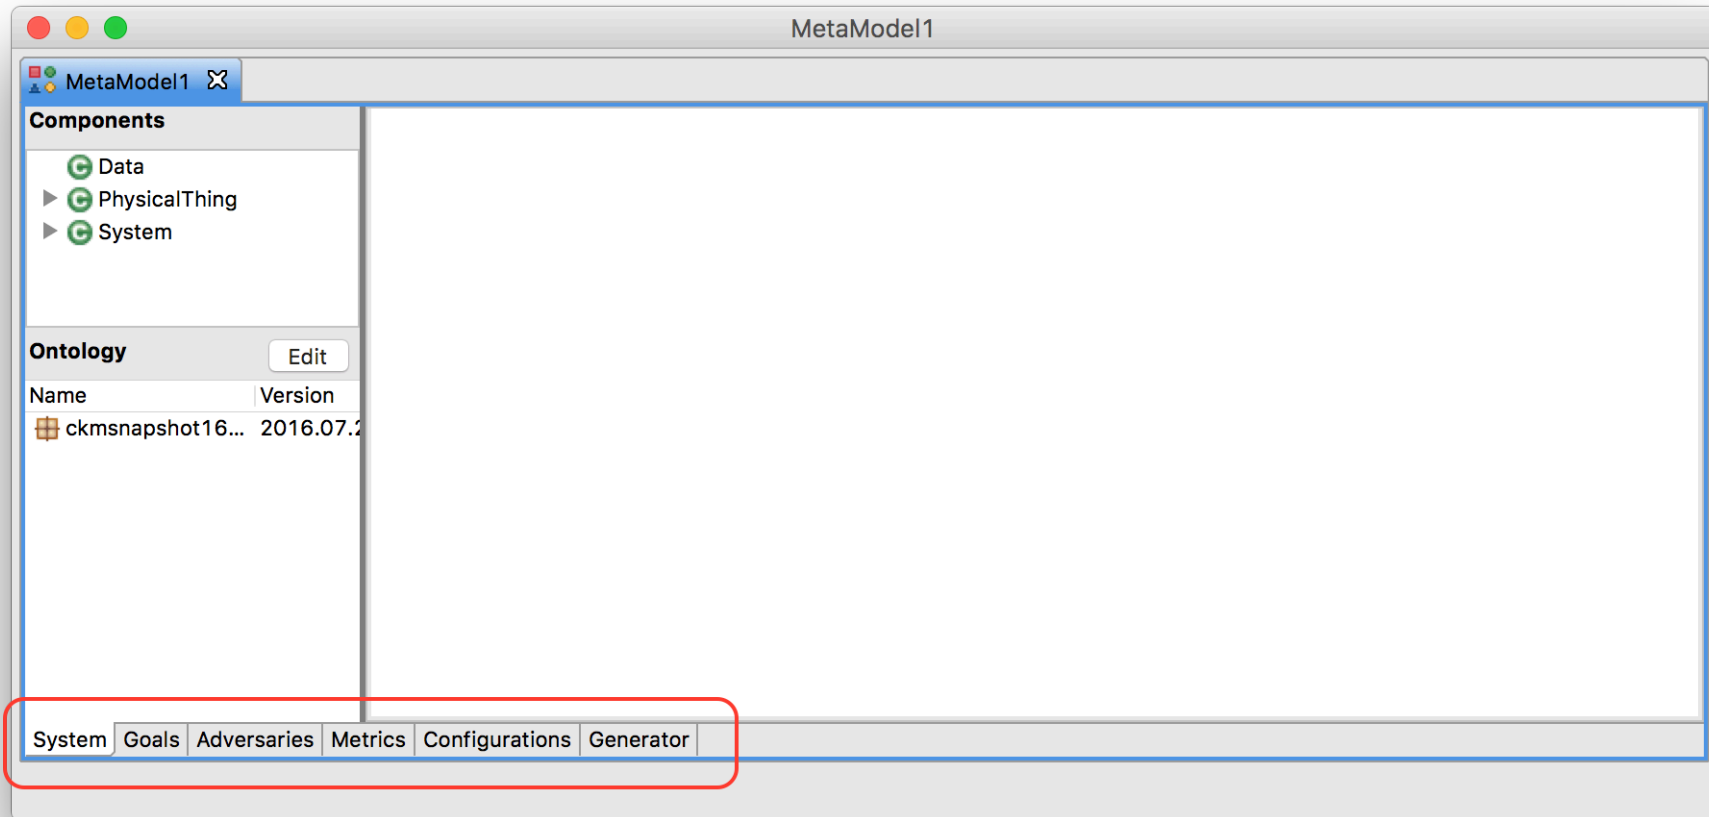 MetaModel1
MetaModel1
Components
Data
PhysicalThing
System
Ontology Edit
Name Version
ckmsnapshot16... 2016.07.2
System Goals Adversaries Metrics Configurations Generator